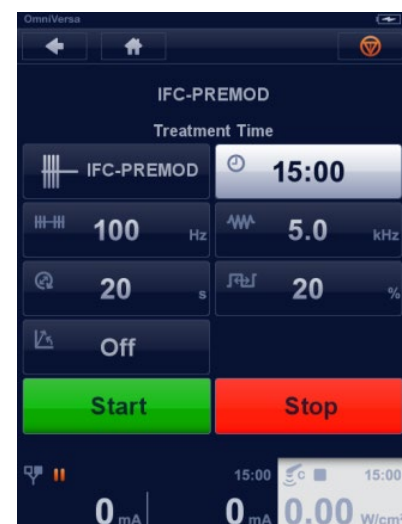 OmniVersa
IFC-PREMOD
Treatment Time
IFC-PREMOD 15:00
100 Hz 5.0 kHz
20 s 20 %
Off
Start Stop
15:00 C 15:00
0 mA 0 mA 0.00 W/cm²